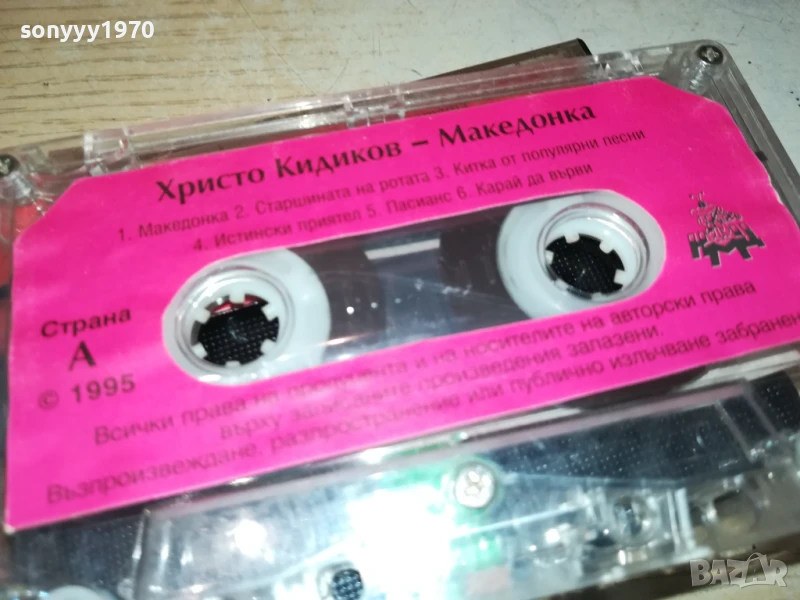 sonyyy1970
Христо Кидиков – Македонка
1. Македонка 2. Старшината на ротата 3. Китка от популярни песни
4. Истински приятел 5. Пасианс 6. Карай да върви
Страна
А
© 1995
Всички права на продуцента и на носителите на авторски права
върху записаните произведения запазени.
Възпроизвеждане, разпространение или публично излъчване забранено
BAZAR